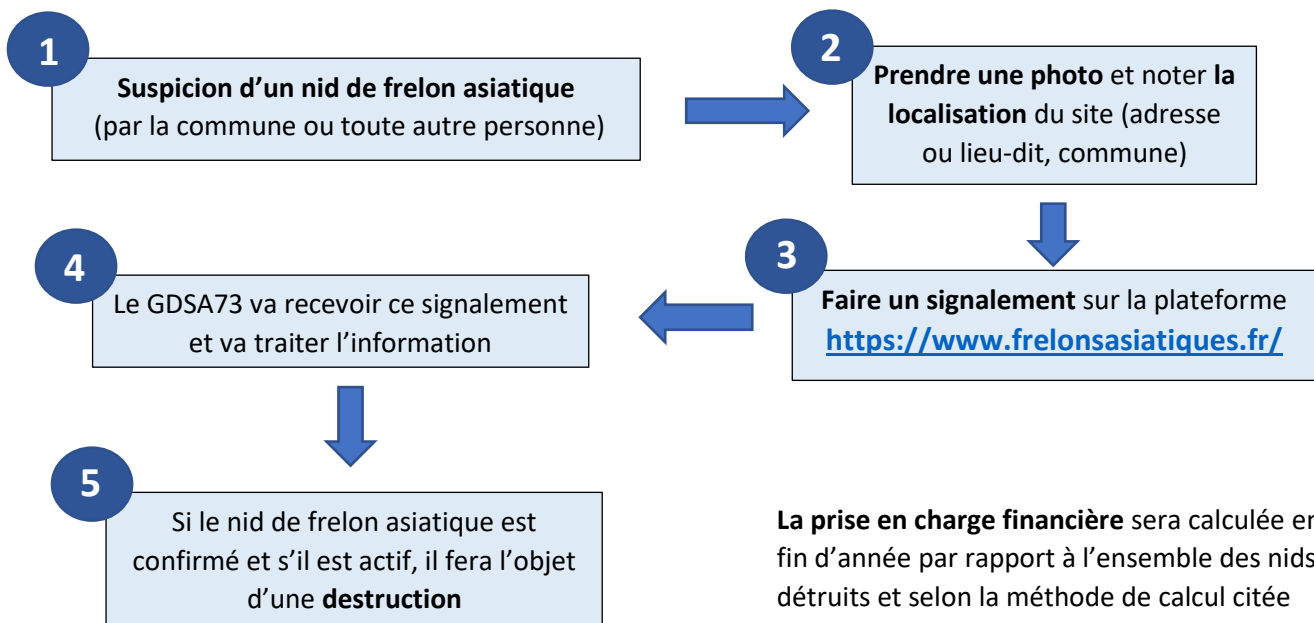 1
Suspicion d’un nid de frelon asiatique
(par la commune ou toute autre personne)
2
Prendre une photo et noter la
localisation du site (adresse
ou lieu-dit, commune)
3
Faire un signalement sur la plateforme
https://www.frelonsasiatiques.fr/
4
Le GDSA73 va recevoir ce signalement
et va traiter l’information
5
Si le nid de frelon asiatique est
confirmé et s’il est actif, il fera l’objet
d’une destruction
La prise en charge financière sera calculée en
fin d’année par rapport à l’ensemble des nids
détruits et selon la méthode de calcul citée